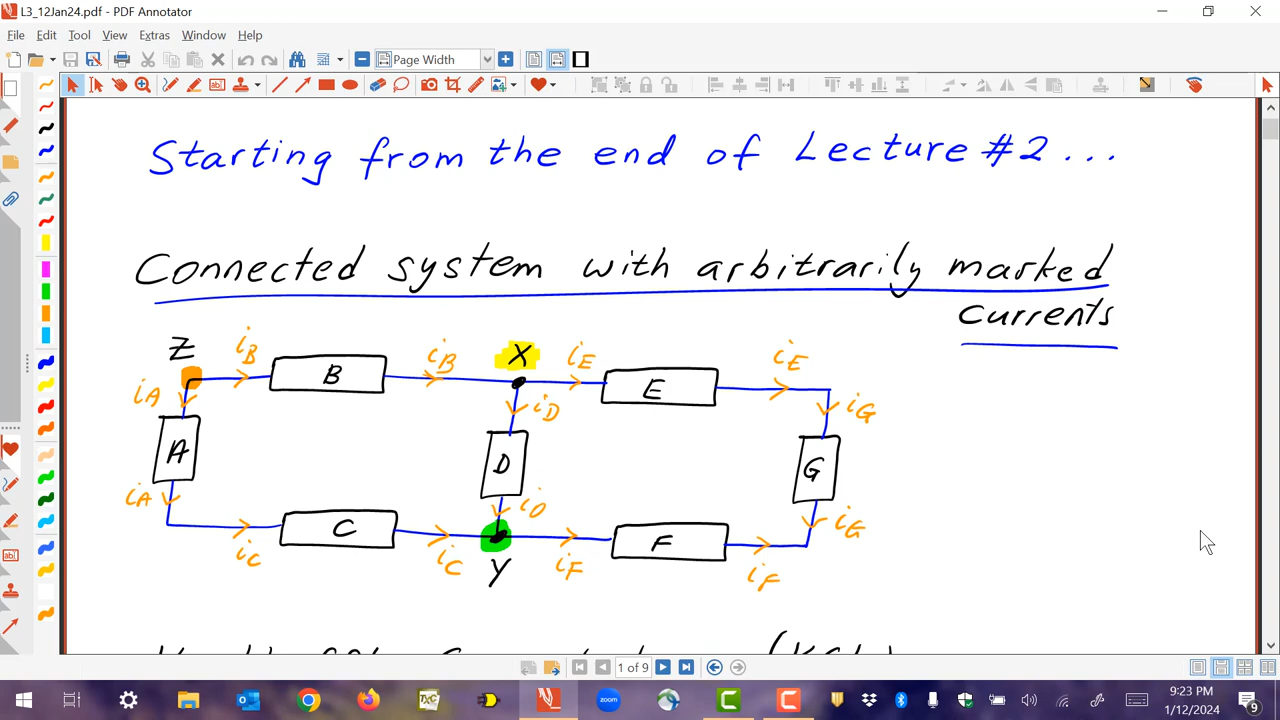 L3_12Jan24.pdf - PDF Annotator
File Edit Tool View Extras Window Help
Page Width
Starting from the end of Lecture #2 ...
Connected system with arbitrarily marked
currents
Z iB iB X iE iE
B E
iA iD iG
A D G
iA iD iG
C F
iC iC Y iF iF
1 of 9
9:23 PM
1/12/2024
9